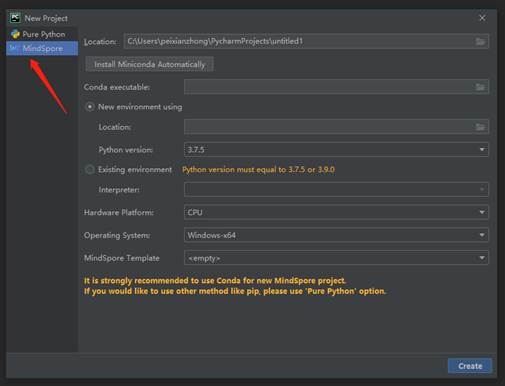 New Project
Pure Python
MindSpore
Location: C:\Users\peixianzhong\PycharmProjects\untitled1
Install Miniconda Automatically
Conda executable:
New environment using
Location:
Python version: 3.7.5
Existing environment Python version must equal to 3.7.5 or 3.9.0
Interpreter:
Hardware Platform: CPU
Operating System: Windows-x64
MindSpore Template <empty>
It is strongly recommended to use Conda for new MindSpore project.
If you would like to use other method like pip, please use 'Pure Python' option.
Create